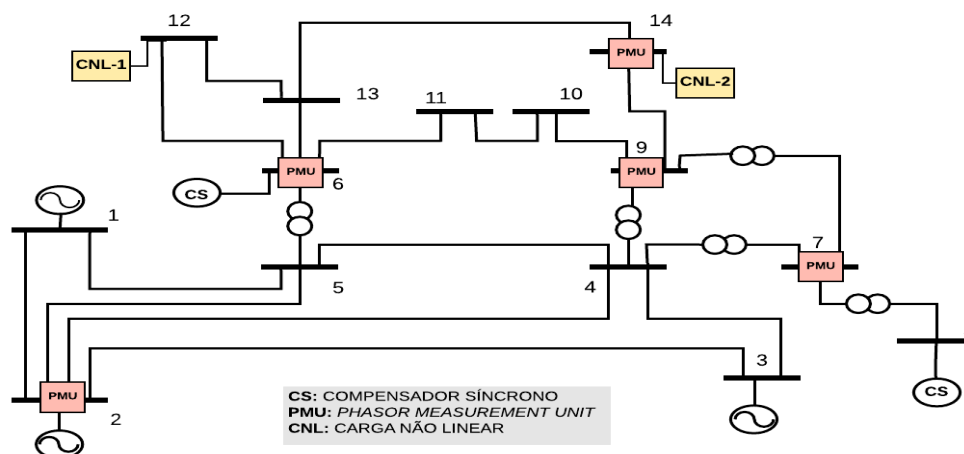 12
14
CNL-1
PMU
CNL-2
13
11
10
9
PMU
PMU
6
CS
1
7
PMU
5
4
3
PMU
2
CS
CS: COMPENSADOR SÍNCRONO
PMU: PHASOR MEASUREMENT UNIT
CNL: CARGA NÃO LINEAR